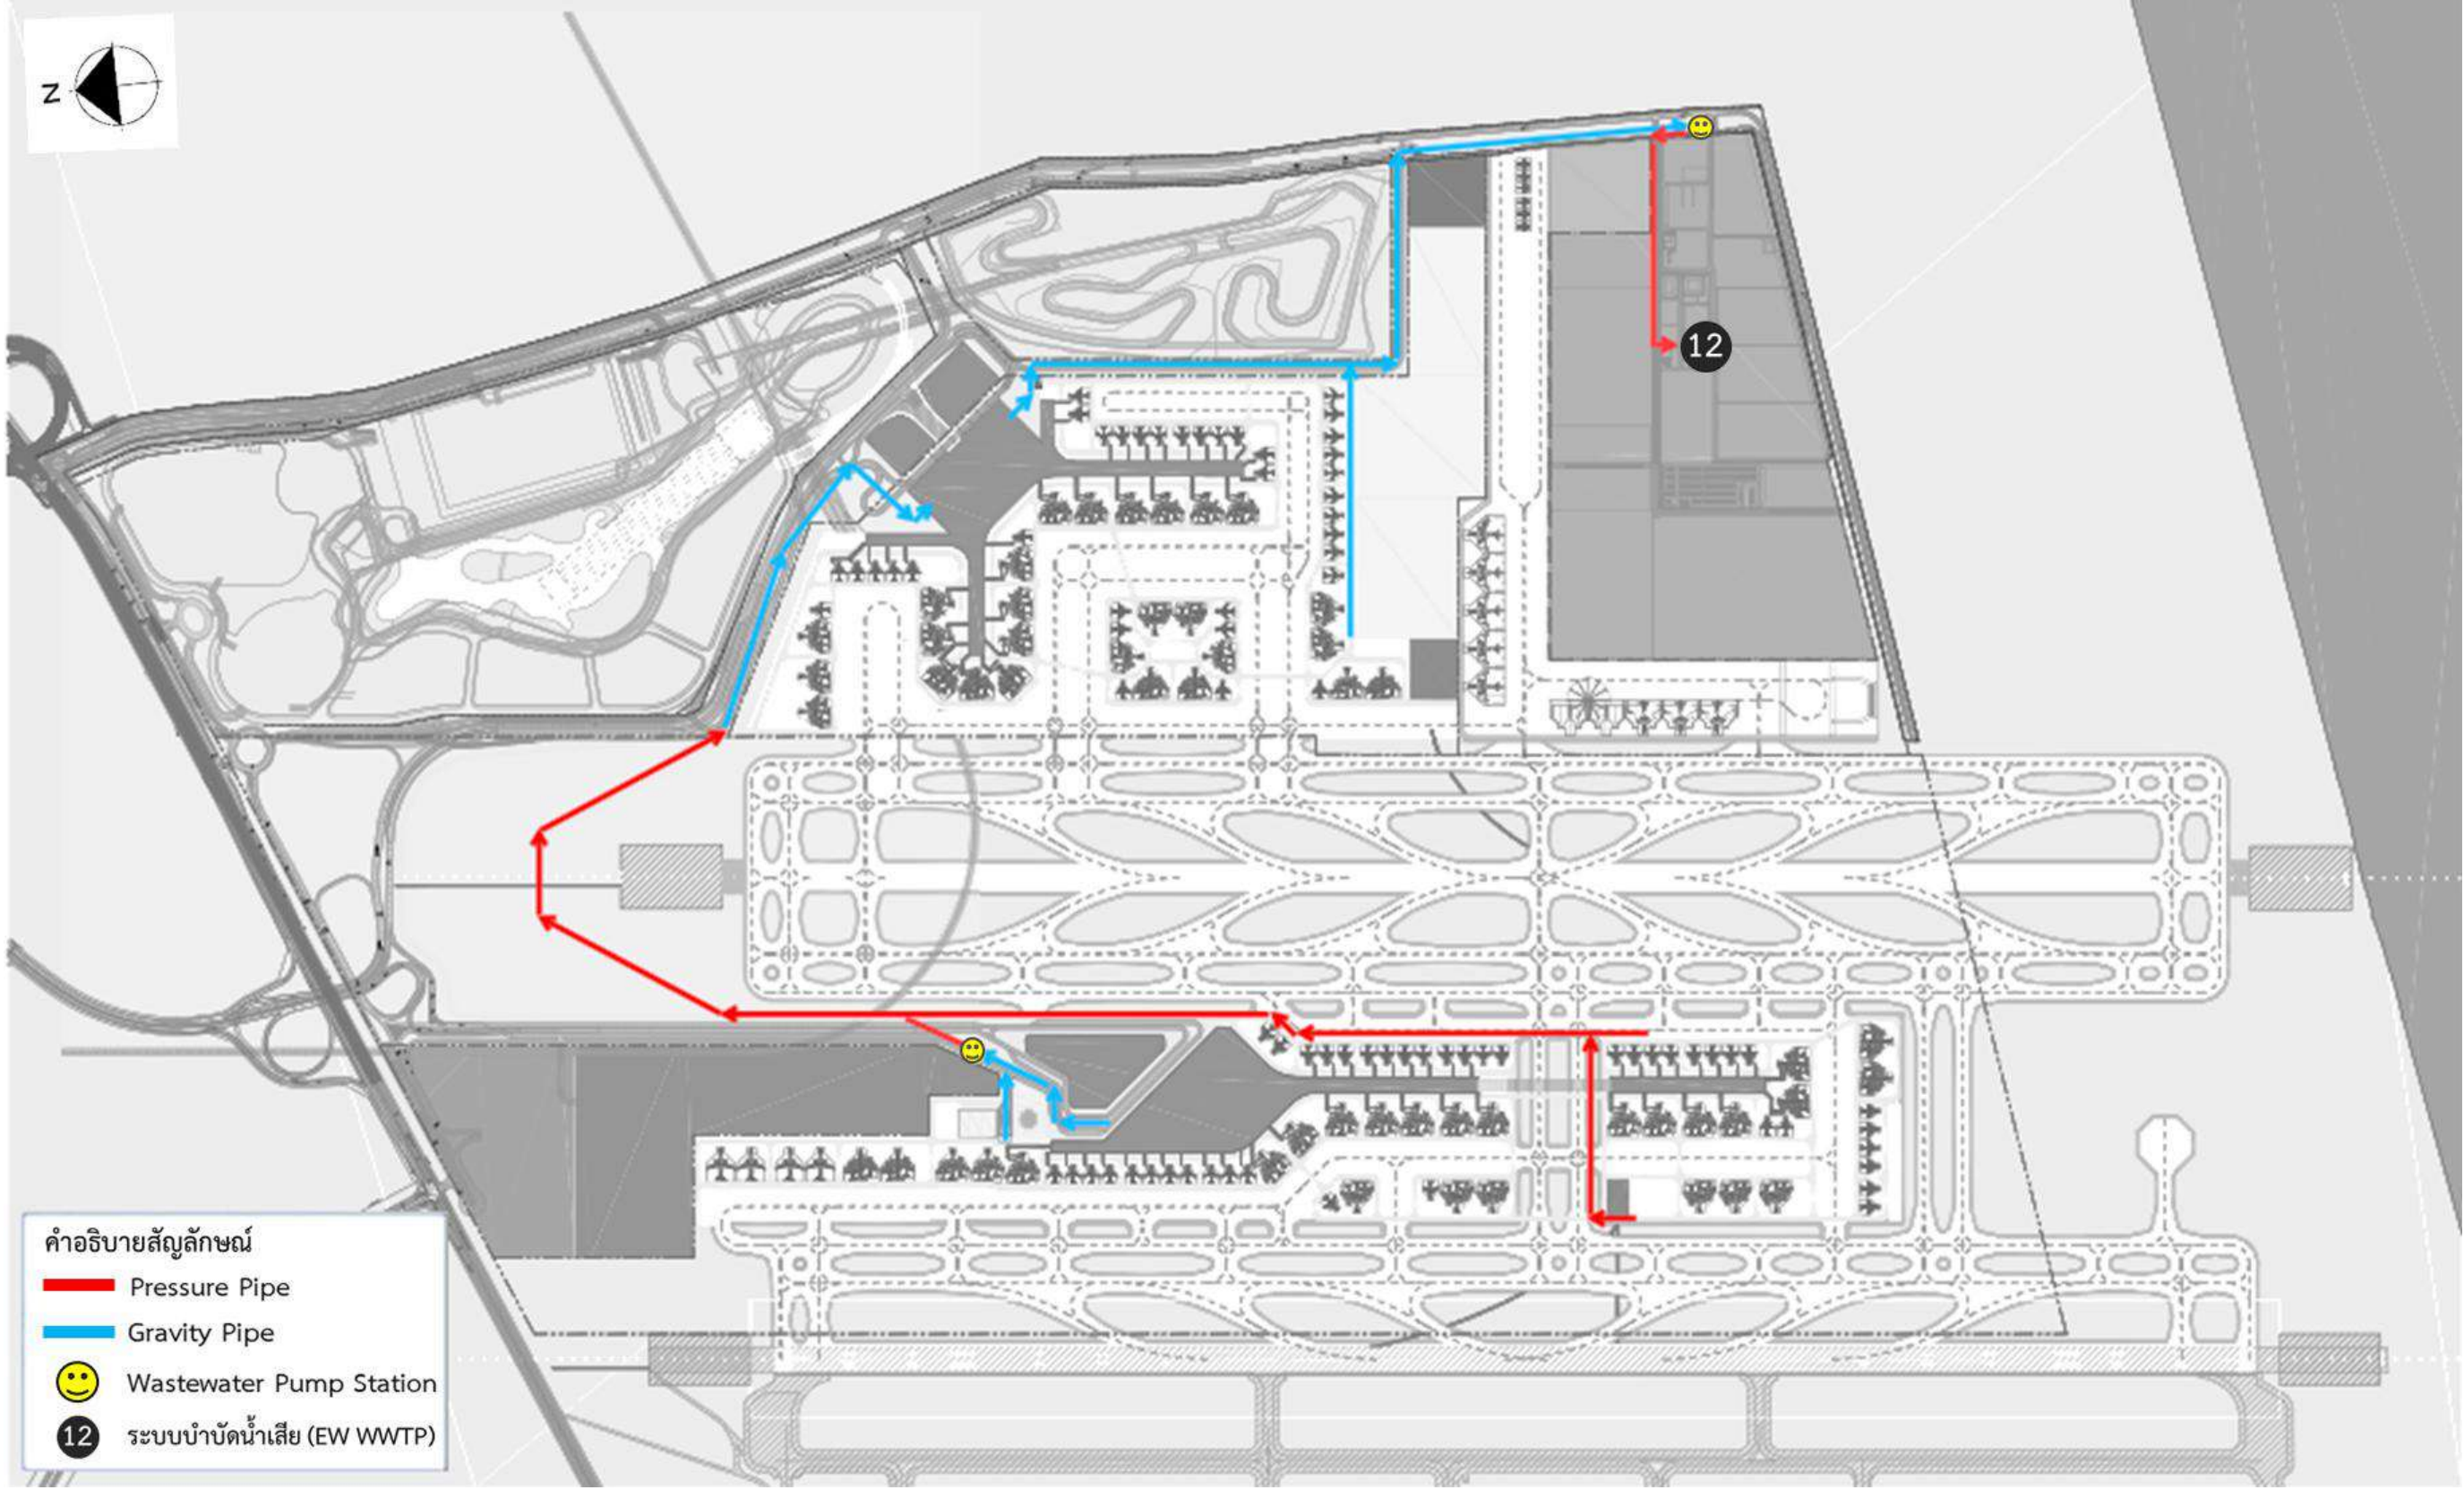 Z
12
คำอธิบายสัญลักษณ์
Pressure Pipe
Gravity Pipe
Wastewater Pump Station
12 ระบบบำบัดน้ำเสีย (EW WWTP)